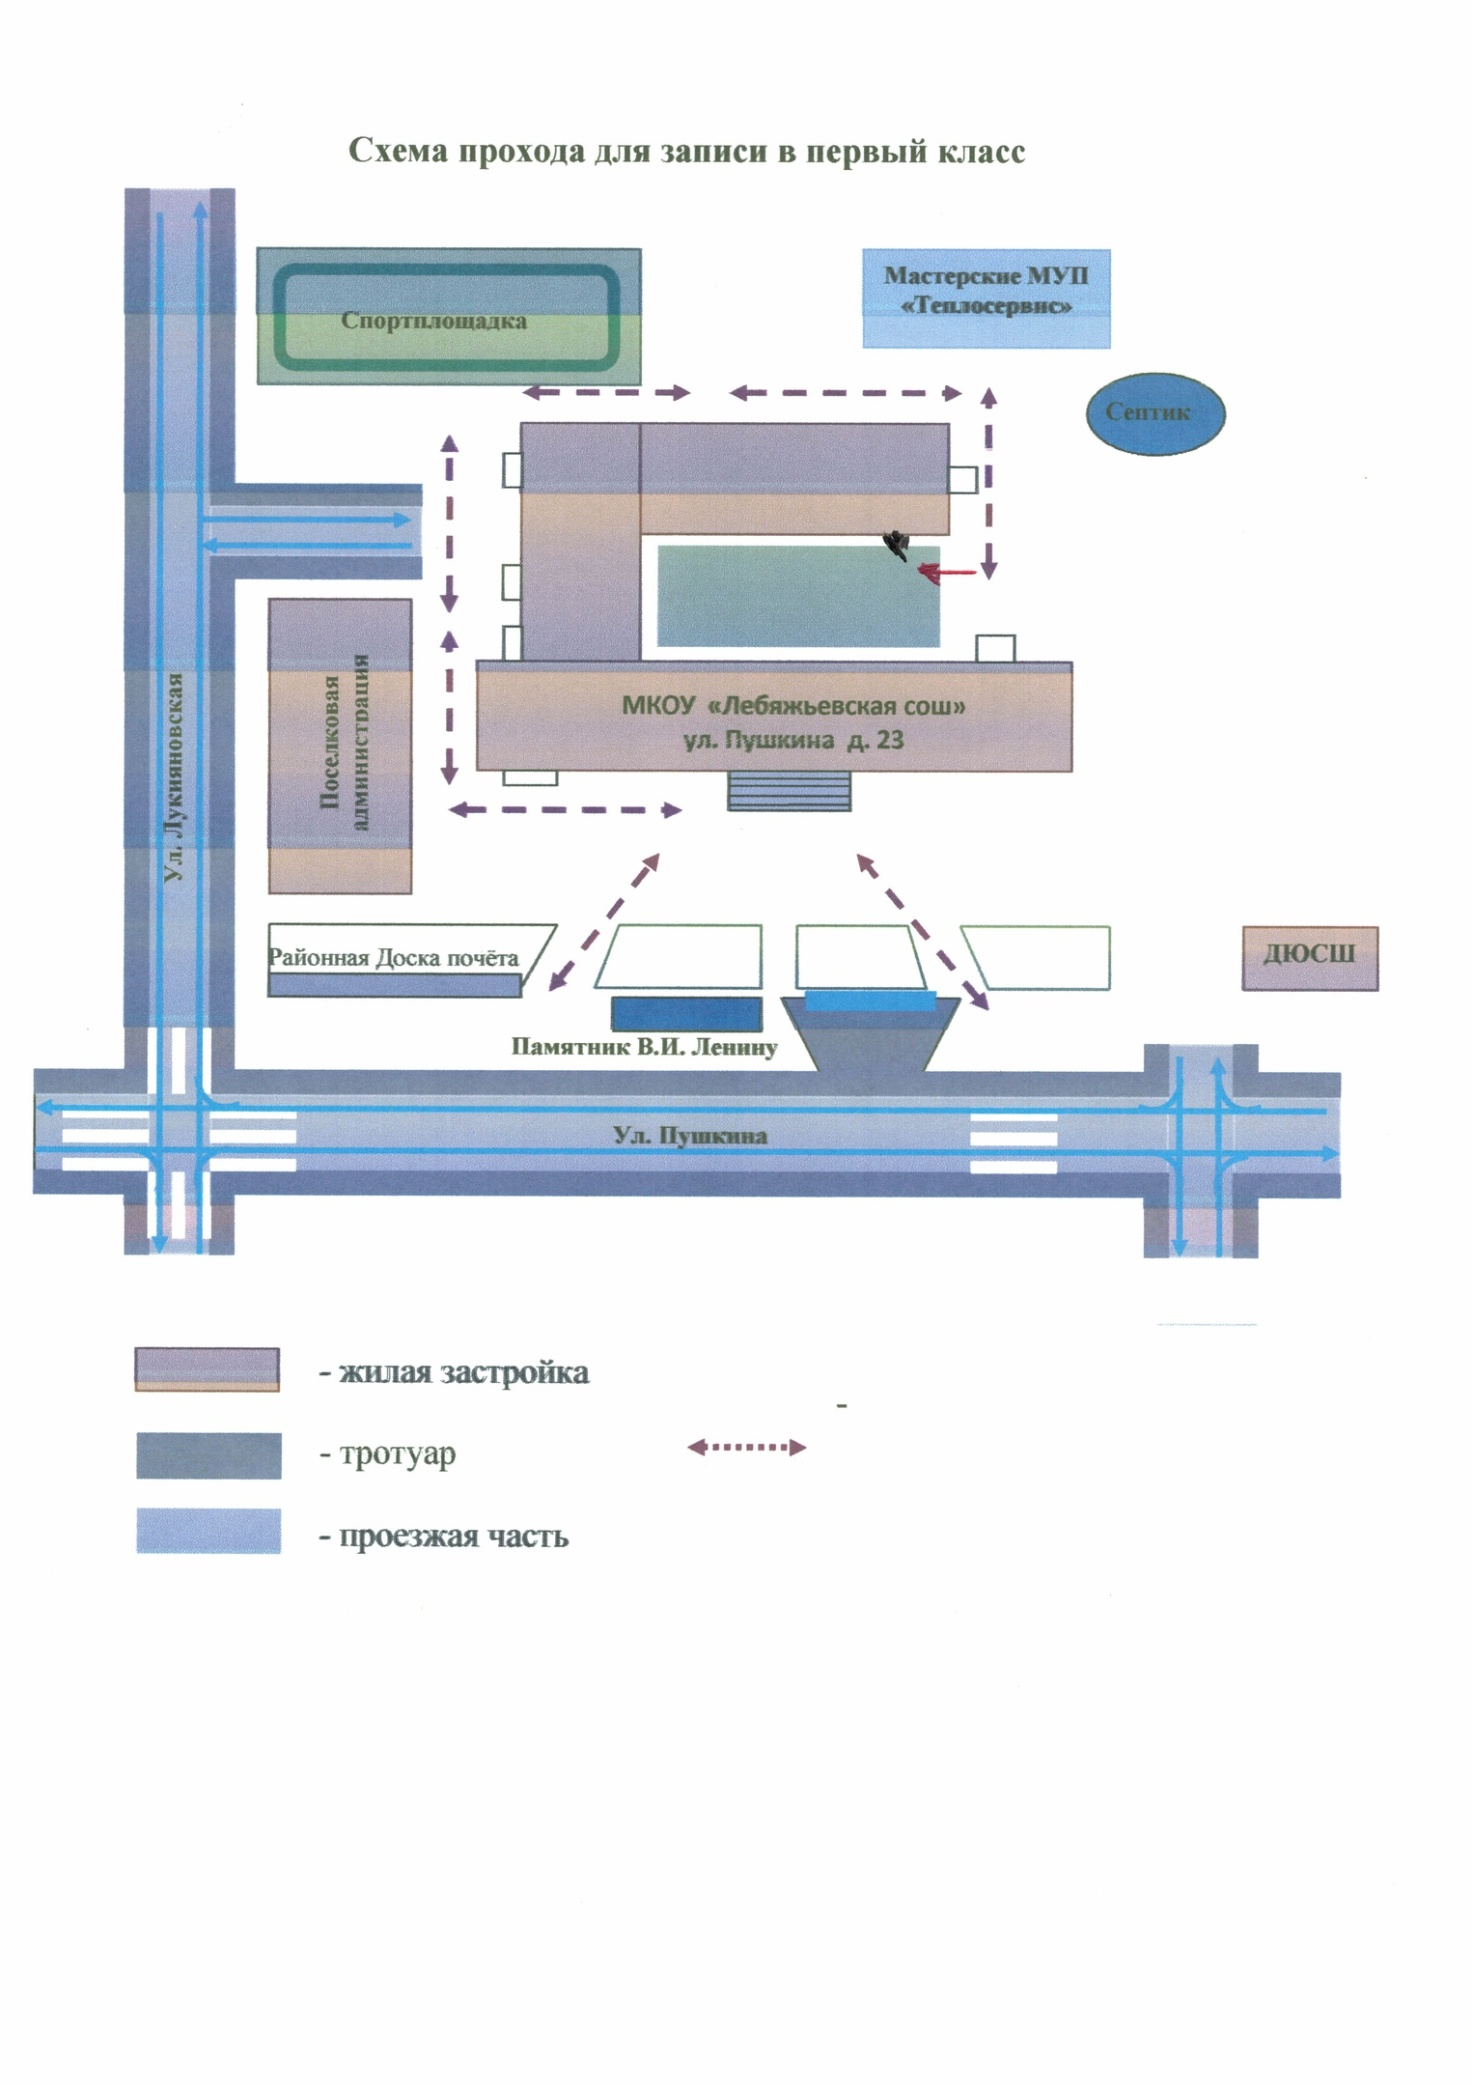 Схема прохода для записи в первый класс
Мастерские МУП
«Теплосервис»
Спортплощадка
Септик
МКОУ «Лебяжьевская сош»
ул. Пушкина д. 23
Поселковая
администрация
Ул. Лукияновская
Районная Доска почёта
ДЮСШ
Памятник В.И. Ленину
Ул. Пушкина
- жилая застройка
-
- тротуар
- проезжая часть